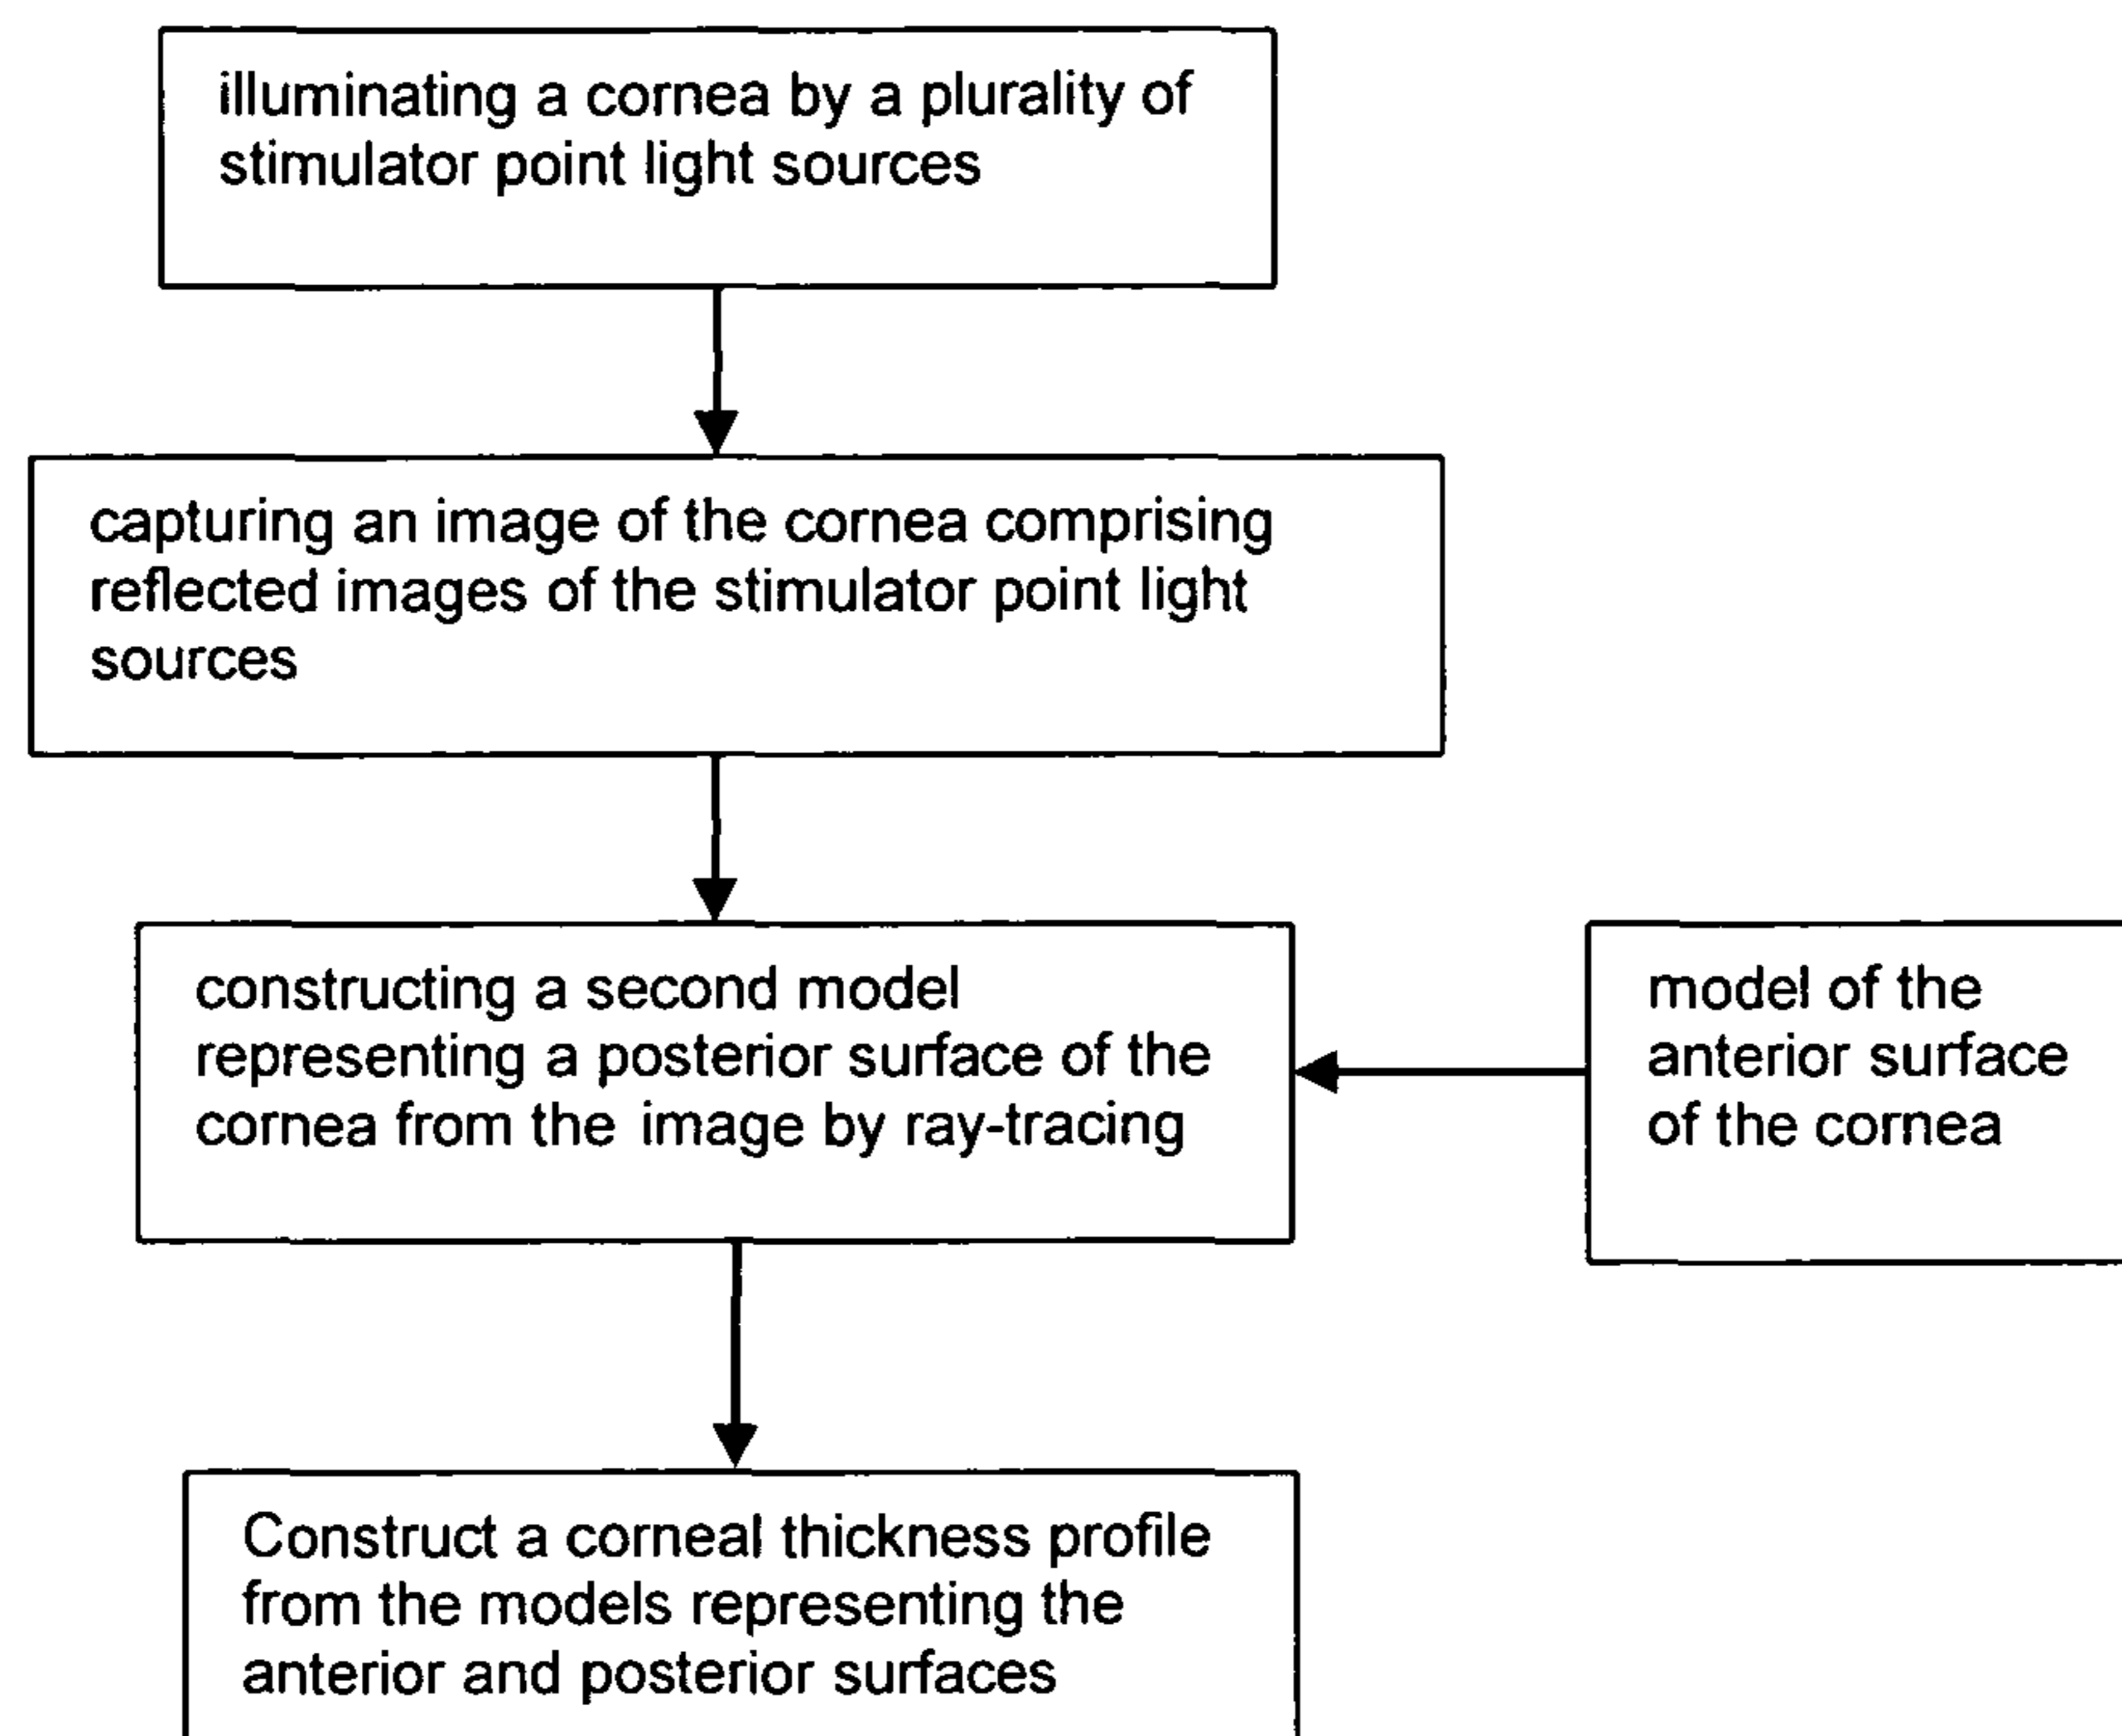 illuminating a cornea by a plurality of
stimulator point light sources
capturing an image of the cornea comprising
reflected images of the stimulator point light
sources
constructing a second model
representing a posterior surface of the
cornea from the image by ray-tracing
model of the
anterior surface
of the cornea
Construct a corneal thickness profile
from the models representing the
anterior and posterior surfaces